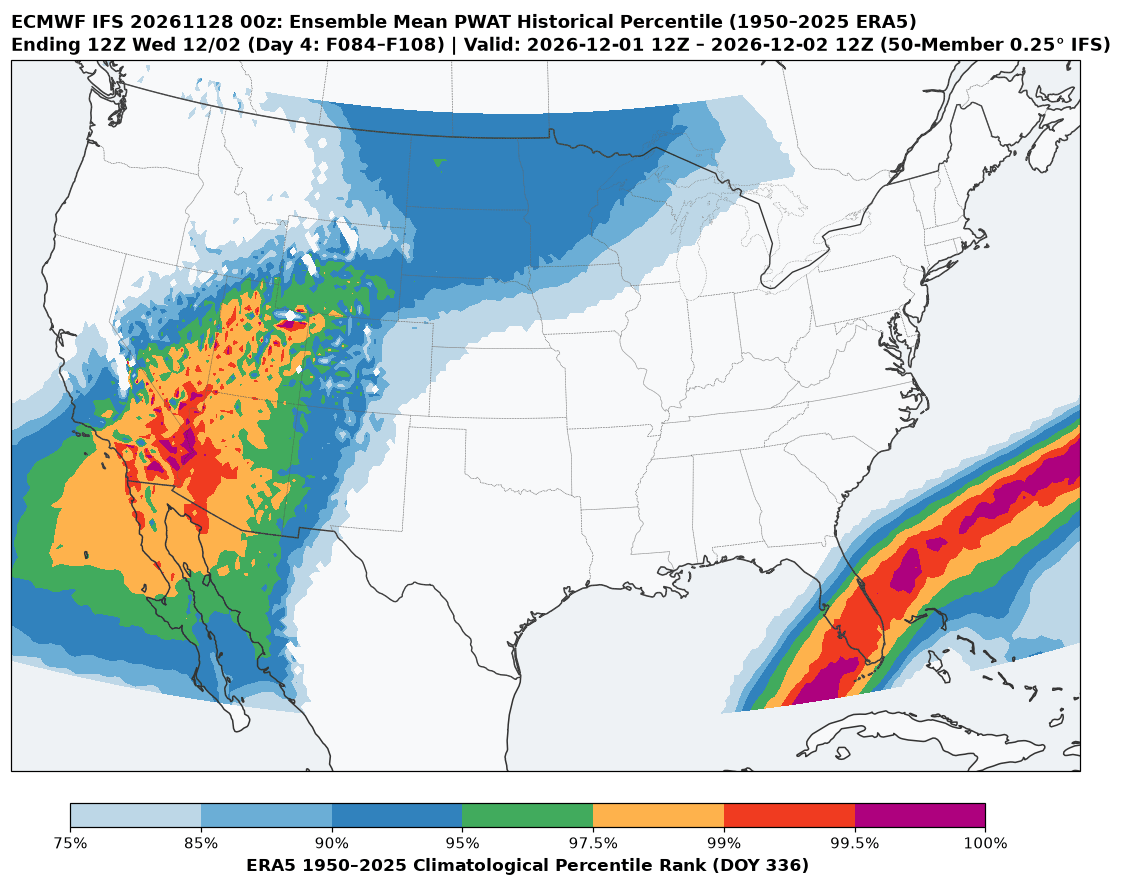 ECMWF IFS 20261128 00z: Ensemble Mean PWAT Historical Percentile (1950–2025 ERA5)
Ending 12Z Wed 12/02 (Day 4: F084–F108) | Valid: 2026-12-01 12Z – 2026-12-02 12Z (50-Member 0.25° IFS)
75% 85% 90% 95% 97.5% 99% 99.5% 100%
ERA5 1950–2025 Climatological Percentile Rank (DOY 336)